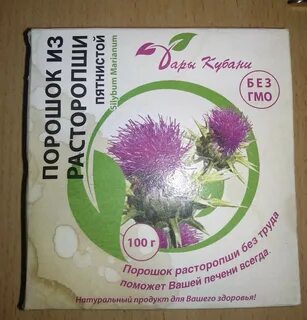 ПОРОШОК ИЗ
РАСТОРОПШИ
ПЯТНИСТОЙ
Silybum Marianum
Дары Кубани
БЕЗ
ГМО
100 г
Порошок расторопши без труда
поможет Вашей печени всегда.
Натуральный продукт для Вашего здоровья!